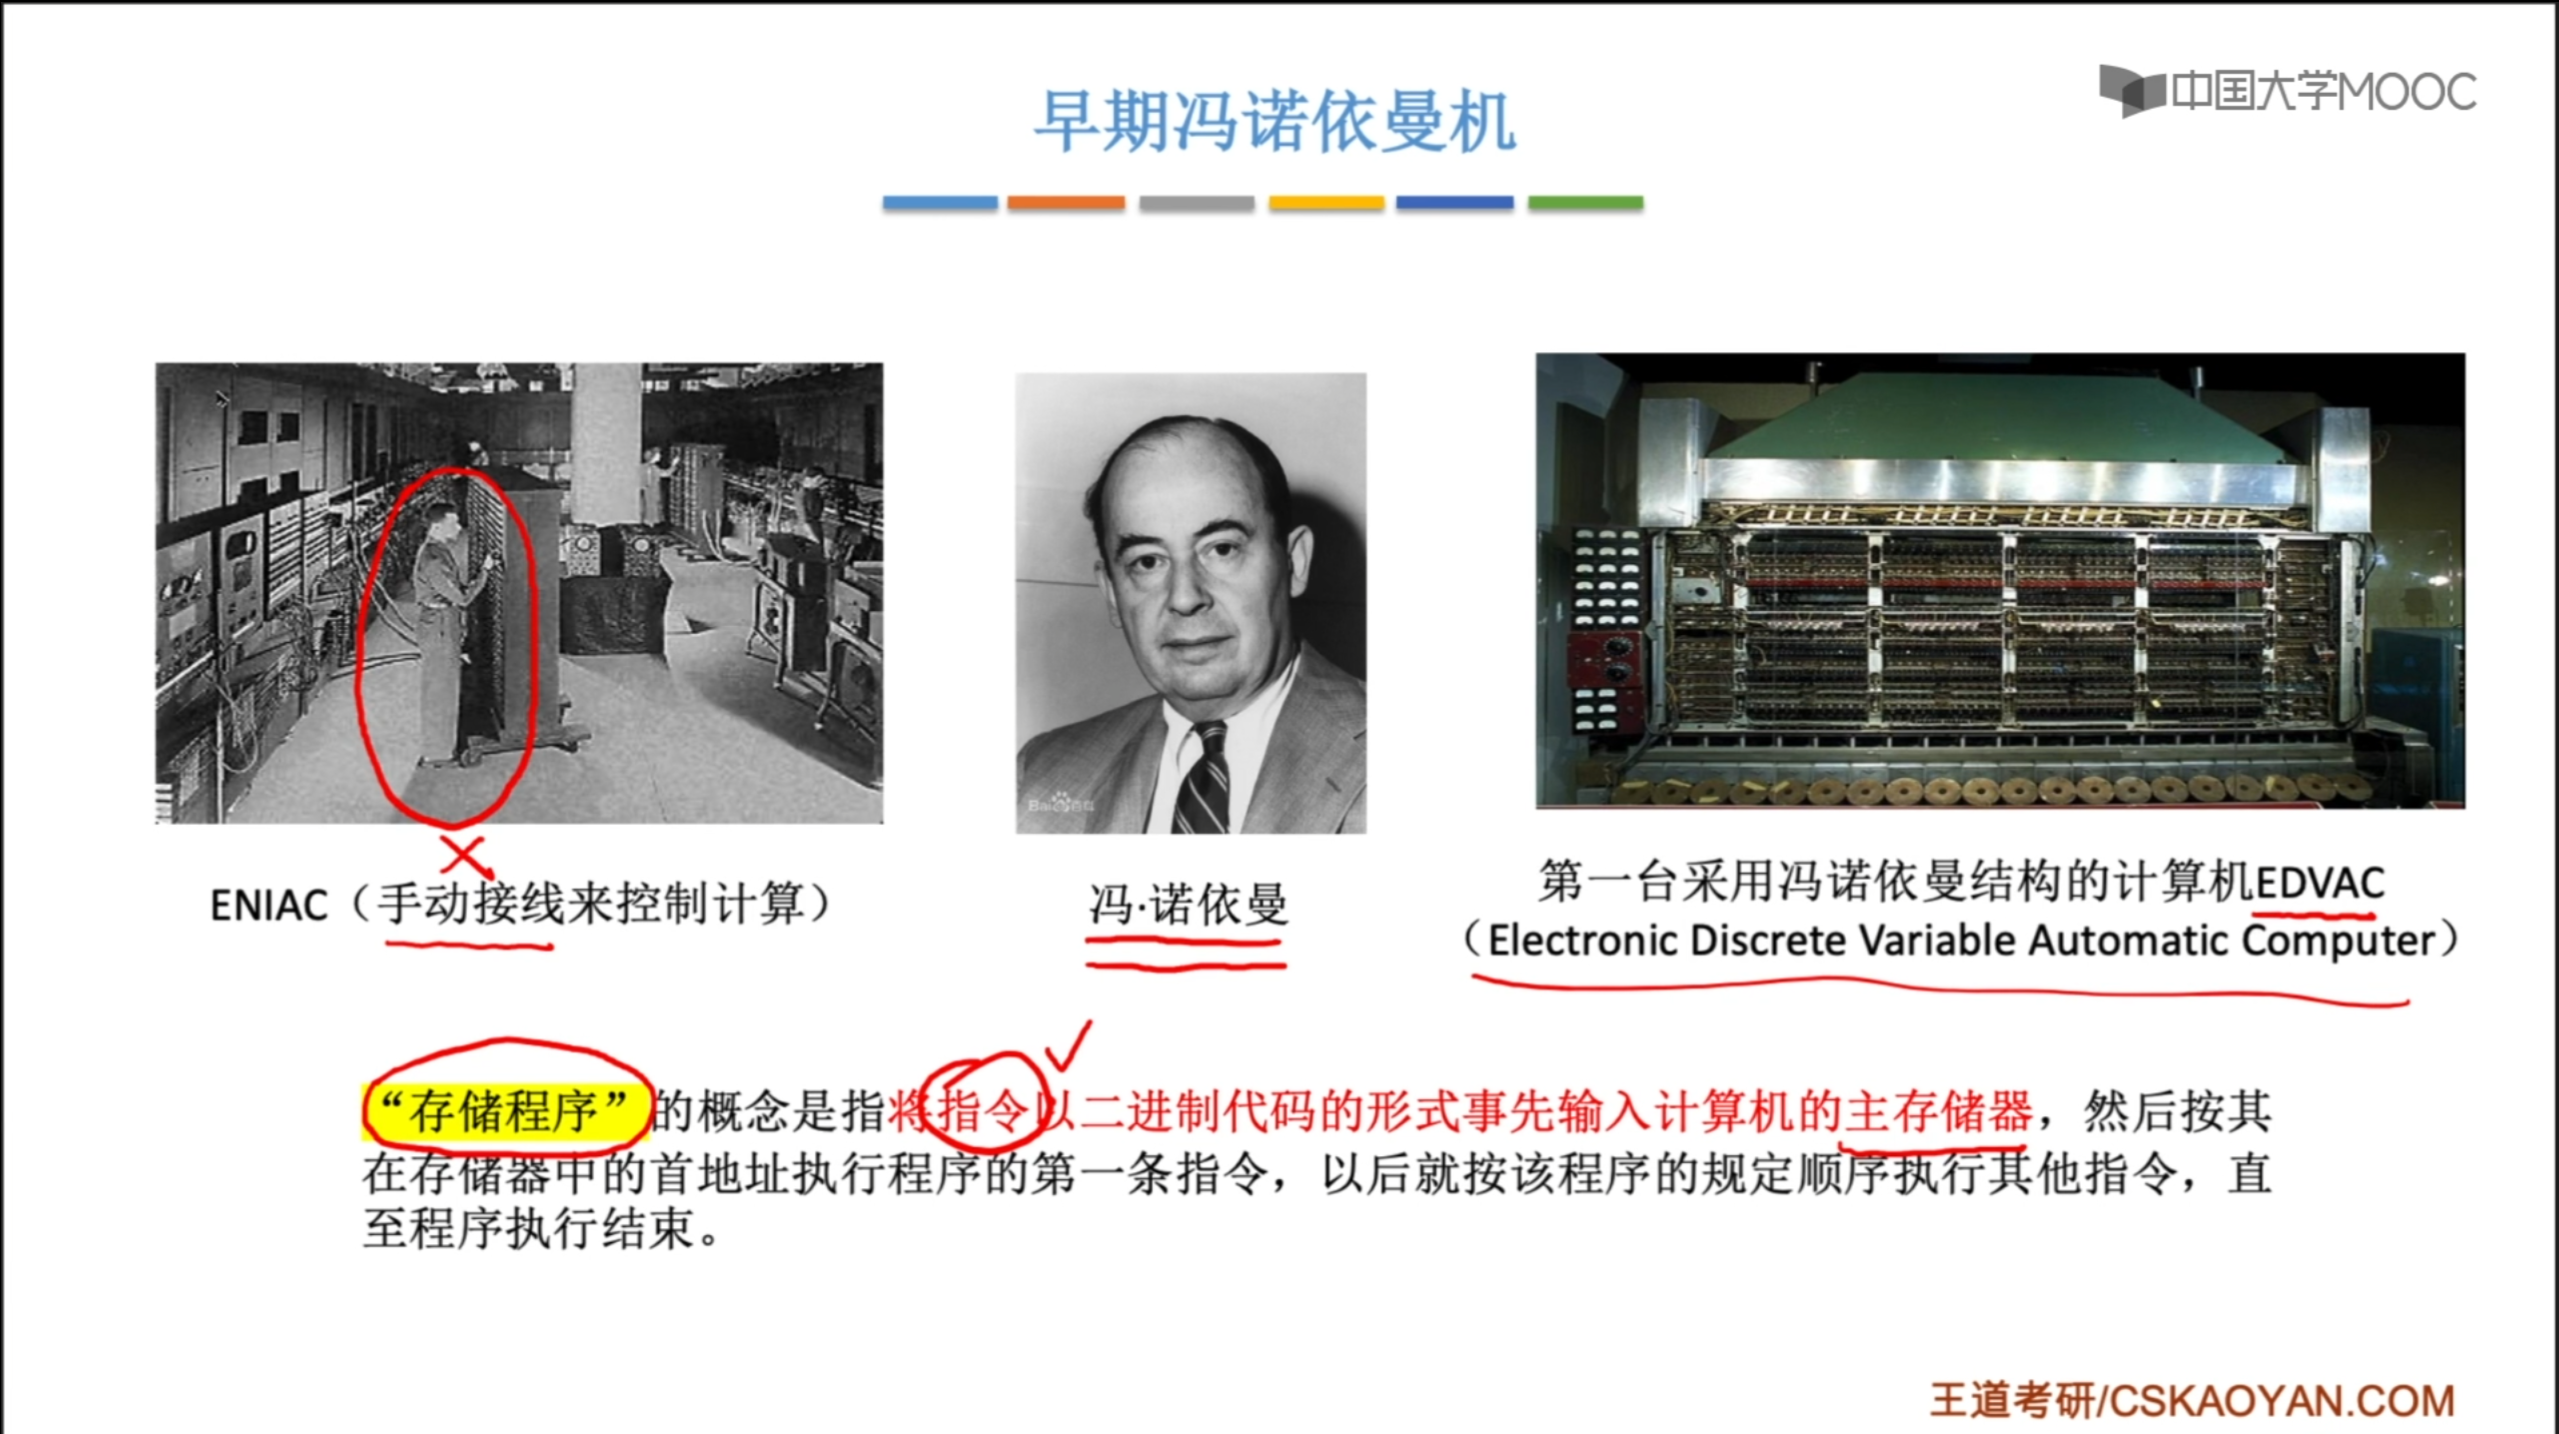 中国大学MOOC
早期冯诺依曼机
Baidu百科
ENIAC（手动接线来控制计算）
冯·诺依曼
第一台采用冯诺依曼结构的计算机EDVAC
（Electronic Discrete Variable Automatic Computer）
“存储程序”的概念是指将指令以二进制代码的形式事先输入计算机的主存储器，然后按其
在存储器中的首地址执行程序的第一条指令，以后就按该程序的规定顺序执行其他指令，直
至程序执行结束。
王道考研/CSKAOYAN.COM